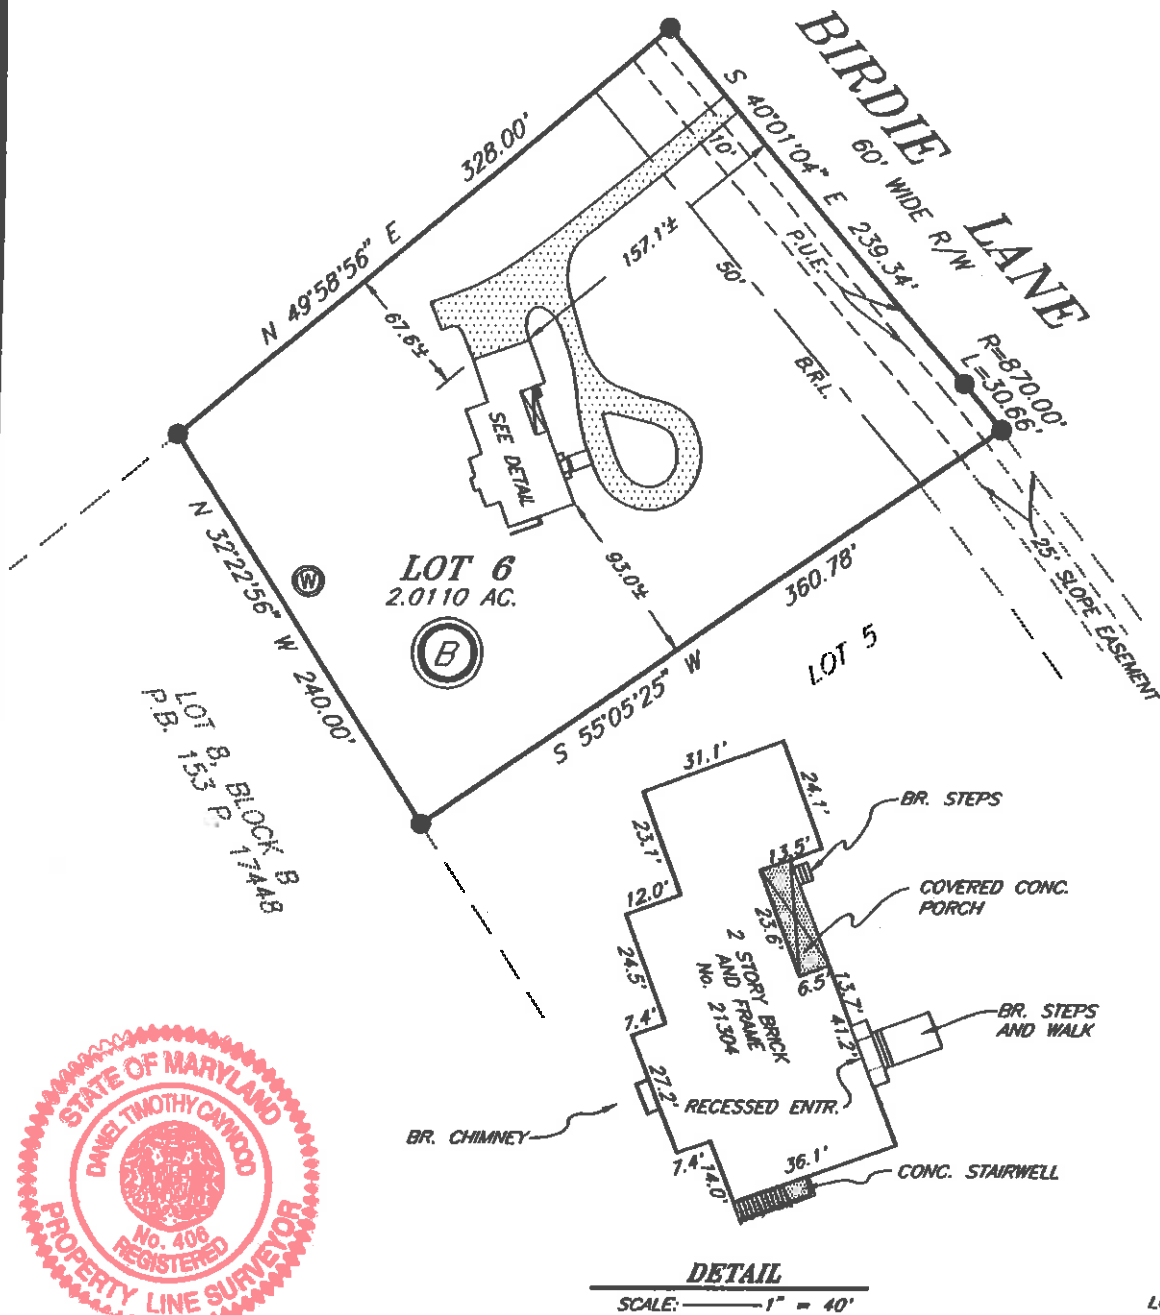 BIRDIE LANE
60' WIDE R/W
S 40°01'04" E 239.34'
328.00'
N 49°58'56" E
10'
157.1'±
P.U.E.
50'
B.R.L.
R=870.00'
L=30.66'
67.6'±
SEE DETAIL
93.0'±
360.78'
25' SLOPE EASEMENT
N 32°22'56" W 240.00'
W
LOT 6
2.0110 AC.
B
S 55°05'25" W
LOT 5
LOT 8, BLOCK B
P.B. 153 P. 17448
31.1'
24.1'
BR. STEPS
23.1'
13.5'
12.0'
COVERED CONC.
PORCH
23.6'
24.5'
2 STORY BRICK
AND FRAME
No. 21304
6.5'
13.7'
7.4'
41.2'
BR. STEPS
AND WALK
27.2'
RECESSED ENTR.
BR. CHIMNEY
7.4'
14.0'
36.1'
CONC. STAIRWELL
STATE OF MARYLAND
DANIEL TIMOTHY CAYWOOD
No. 406
REGISTERED
PROPERTY LINE SURVEYOR
DETAIL
SCALE: 1" = 40'